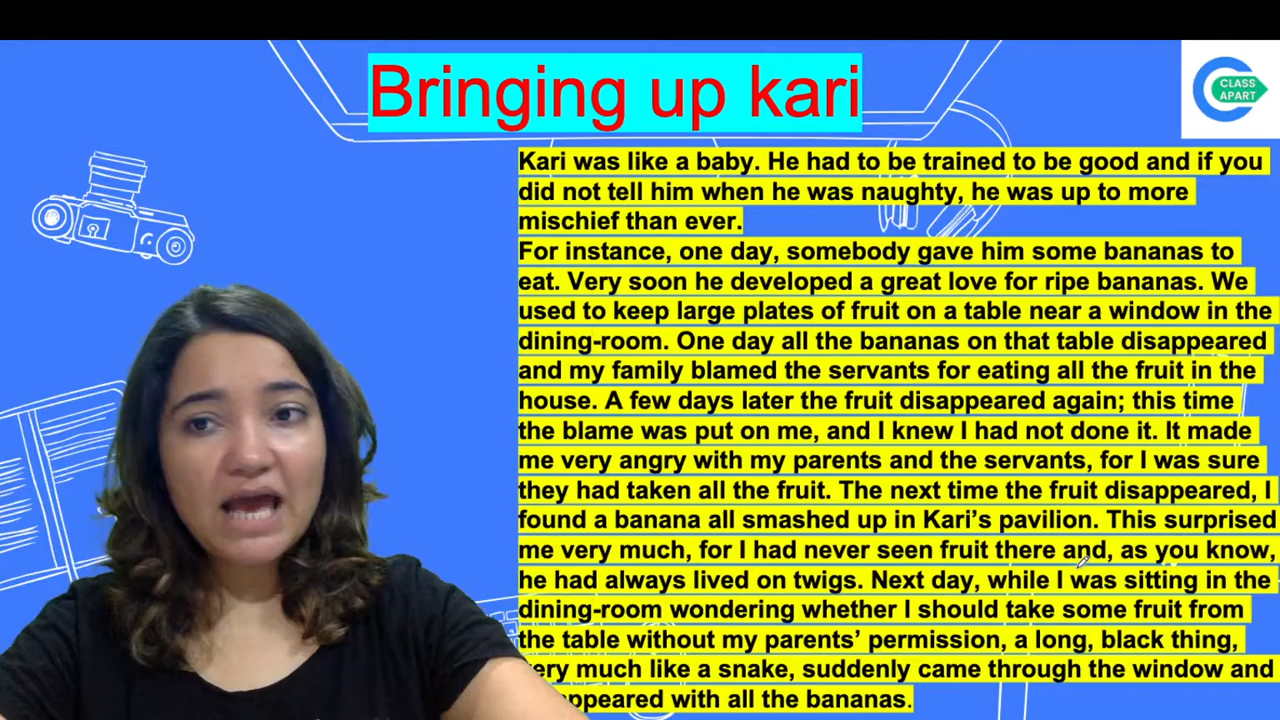 Bringing up kari
CLASS
APART
Kari was like a baby. He had to be trained to be good and if you
did not tell him when he was naughty, he was up to more
mischief than ever.
For instance, one day, somebody gave him some bananas to
eat. Very soon he developed a great love for ripe bananas. We
used to keep large plates of fruit on a table near a window in the
dining-room. One day all the bananas on that table disappeared
and my family blamed the servants for eating all the fruit in the
house. A few days later the fruit disappeared again; this time
the blame was put on me, and I knew I had not done it. It made
me very angry with my parents and the servants, for I was sure
they had taken all the fruit. The next time the fruit disappeared, I
found a banana all smashed up in Kari's pavilion. This surprised
me very much, for I had never seen fruit there and, as you know,
he had always lived on twigs. Next day, while I was sitting in the
dining-room wondering whether I should take some fruit from
the table without my parents' permission, a long, black thing,
very much like a snake, suddenly came through the window and
appeared with all the bananas.